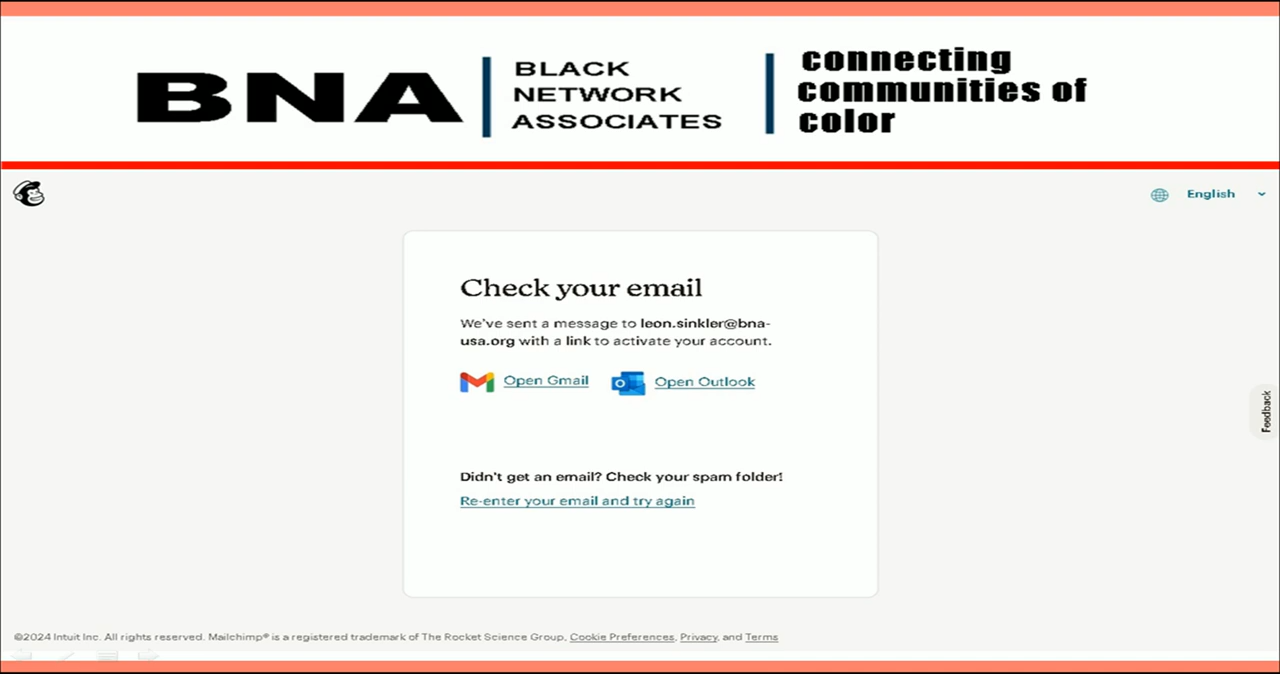 BNA
BLACK
NETWORK
ASSOCIATES
connecting
communities of
color
English
Check your email
We've sent a message to leon.sinkler@bna-
usa.org with a link to activate your account.
Open Gmail
Open Outlook
Feedback
Didn't get an email? Check your spam folder!
Re-enter your email and try again
©2024 Intuit Inc. All rights reserved. Mailchimp® is a registered trademark of The Rocket Science Group, Cookie Preferences, Privacy, and Terms